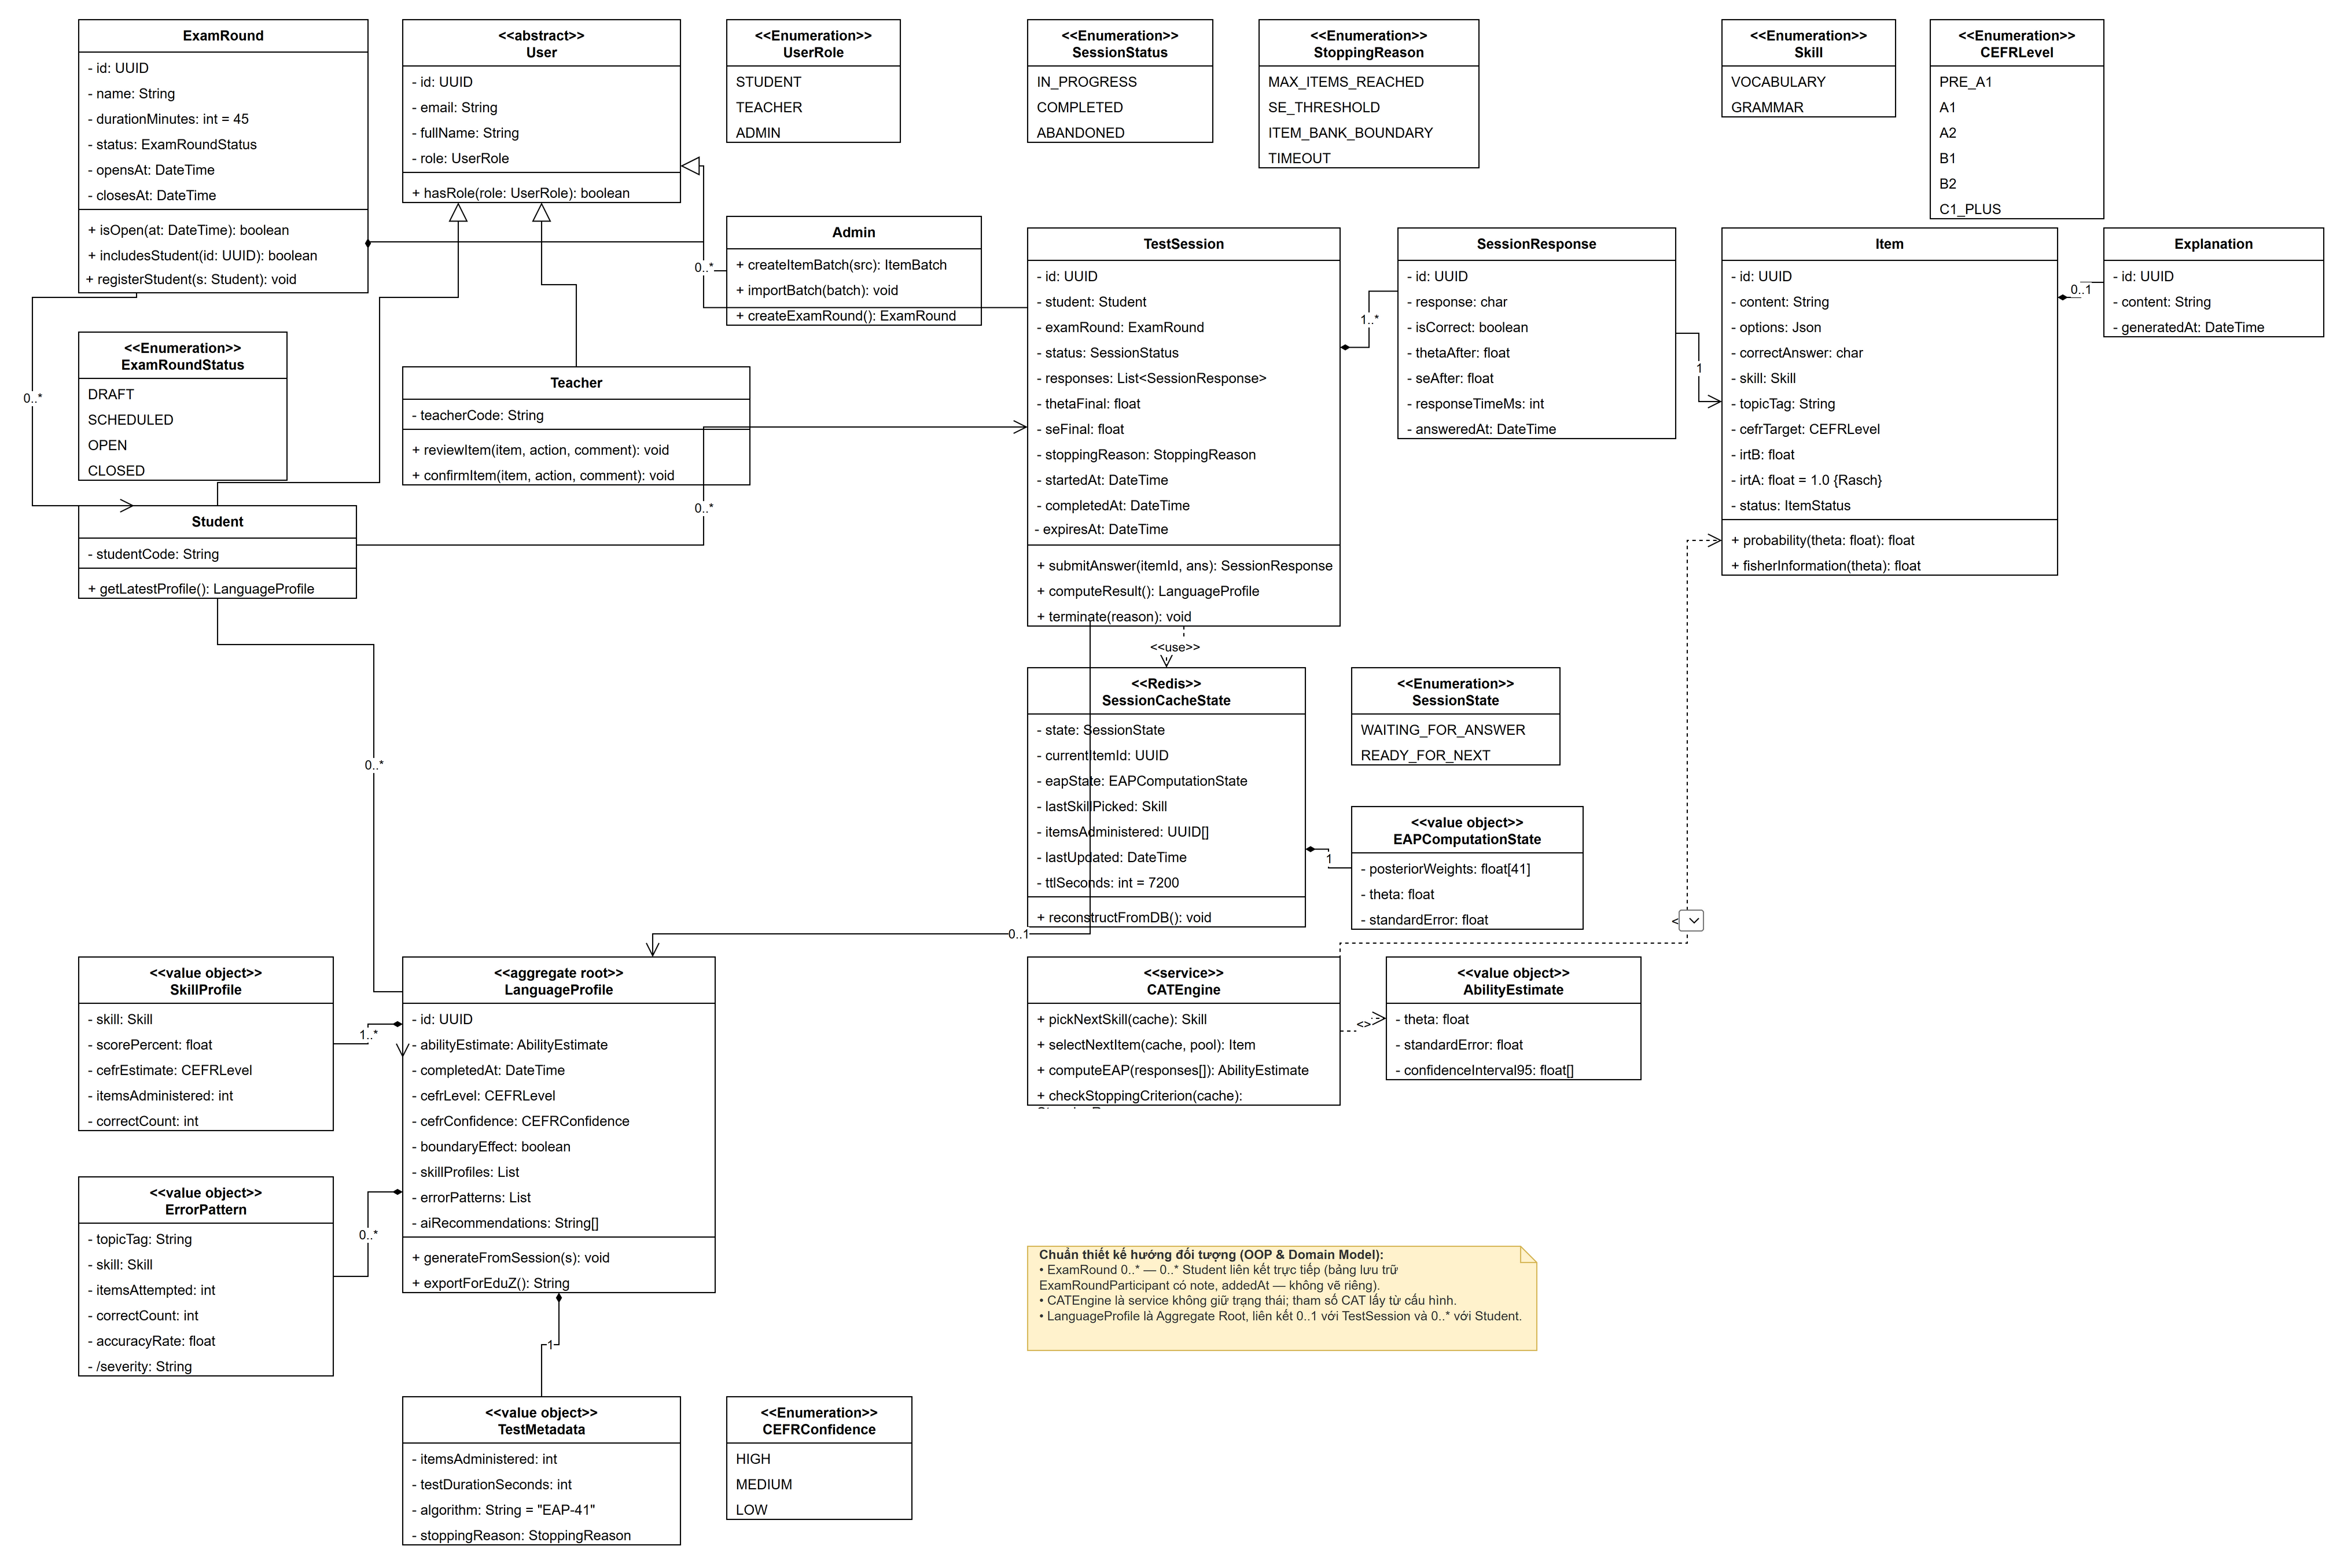 ExamRound
- id: UUID
- name: String
- durationMinutes: int = 45
- status: ExamRoundStatus
- opensAt: DateTime
- closesAt: DateTime
+ isOpen(at: DateTime): boolean
+ includesStudent(id: UUID): boolean
+ registerStudent(s: Student): void
<<abstract>>
User
- id: UUID
- email: String
- fullName: String
- role: UserRole
+ hasRole(role: UserRole): boolean
<<Enumeration>>
UserRole
STUDENT
TEACHER
ADMIN
<<Enumeration>>
SessionStatus
IN_PROGRESS
COMPLETED
ABANDONED
<<Enumeration>>
StoppingReason
MAX_ITEMS_REACHED
SE_THRESHOLD
ITEM_BANK_BOUNDARY
TIMEOUT
<<Enumeration>>
Skill
VOCABULARY
GRAMMAR
<<Enumeration>>
CEFRLevel
PRE_A1
A1
A2
B1
B2
C1_PLUS
Admin
+ createItemBatch(src): ItemBatch
+ importBatch(batch): void
+ createExamRound(): ExamRound
0..*
TestSession
- id: UUID
- student: Student
- examRound: ExamRound
- status: SessionStatus
- responses: List<SessionResponse>
- thetaFinal: float
- seFinal: float
- stoppingReason: StoppingReason
- startedAt: DateTime
- completedAt: DateTime
- expiresAt: DateTime
+ submitAnswer(itemId, ans): SessionResponse
+ computeResult(): LanguageProfile
+ terminate(reason): void
1..*
SessionResponse
- id: UUID
- response: char
- isCorrect: boolean
- thetaAfter: float
- seAfter: float
- responseTimeMs: int
- answeredAt: DateTime
1
Item
- id: UUID
- content: String
- options: Json
- correctAnswer: char
- skill: Skill
- topicTag: String
- cefrTarget: CEFRLevel
- irtB: float
- irtA: float = 1.0 {Rasch}
- status: ItemStatus
+ probability(theta: float): float
+ fisherInformation(theta): float
0..1
Explanation
- id: UUID
- content: String
- generatedAt: DateTime
<<Enumeration>>
ExamRoundStatus
DRAFT
SCHEDULED
OPEN
CLOSED
0..*
Teacher
- teacherCode: String
+ reviewItem(item, action, comment): void
+ confirmItem(item, action, comment): void
0..*
Student
- studentCode: String
+ getLatestProfile(): LanguageProfile
<<use>>
<<Redis>>
SessionCacheState
- state: SessionState
- currentItemId: UUID
- eapState: EAPComputationState
- lastSkillPicked: Skill
- itemsAdministered: UUID[]
- lastUpdated: DateTime
- ttlSeconds: int = 7200
+ reconstructFromDB(): void
<<Enumeration>>
SessionState
WAITING_FOR_ANSWER
READY_FOR_NEXT
0..*
1
<<value object>>
EAPComputationState
- posteriorWeights: float[41]
- theta: float
- standardError: float
<
0..1
<<value object>>
SkillProfile
- skill: Skill
- scorePercent: float
- cefrEstimate: CEFRLevel
- itemsAdministered: int
- correctCount: int
1..*
<<aggregate root>>
LanguageProfile
- id: UUID
- abilityEstimate: AbilityEstimate
- completedAt: DateTime
- cefrLevel: CEFRLevel
- cefrConfidence: CEFRConfidence
- boundaryEffect: boolean
- skillProfiles: List
- errorPatterns: List
- aiRecommendations: String[]
+ generateFromSession(s): void
+ exportForEduZ(): String
<<service>>
CATEngine
+ pickNextSkill(cache): Skill
+ selectNextItem(cache, pool): Item
+ computeEAP(responses[]): AbilityEstimate
+ checkStoppingCriterion(cache):
<>
<<value object>>
AbilityEstimate
- theta: float
- standardError: float
- confidenceInterval95: float[]
<<value object>>
ErrorPattern
- topicTag: String
- skill: Skill
- itemsAttempted: int
- correctCount: int
- accuracyRate: float
- /severity: String
0..*
Chuẩn thiết kế hướng đối tượng (OOP & Domain Model):
• ExamRound 0..* — 0..* Student liên kết trực tiếp (bảng lưu trữ
ExamRoundParticipant có note, addedAt — không vẽ riêng).
• CATEngine là service không giữ trạng thái; tham số CAT lấy từ cấu hình.
• LanguageProfile là Aggregate Root, liên kết 0..1 với TestSession và 0..* với Student.
1
<<value object>>
TestMetadata
- itemsAdministered: int
- testDurationSeconds: int
- algorithm: String = "EAP-41"
- stoppingReason: StoppingReason
<<Enumeration>>
CEFRConfidence
HIGH
MEDIUM
LOW